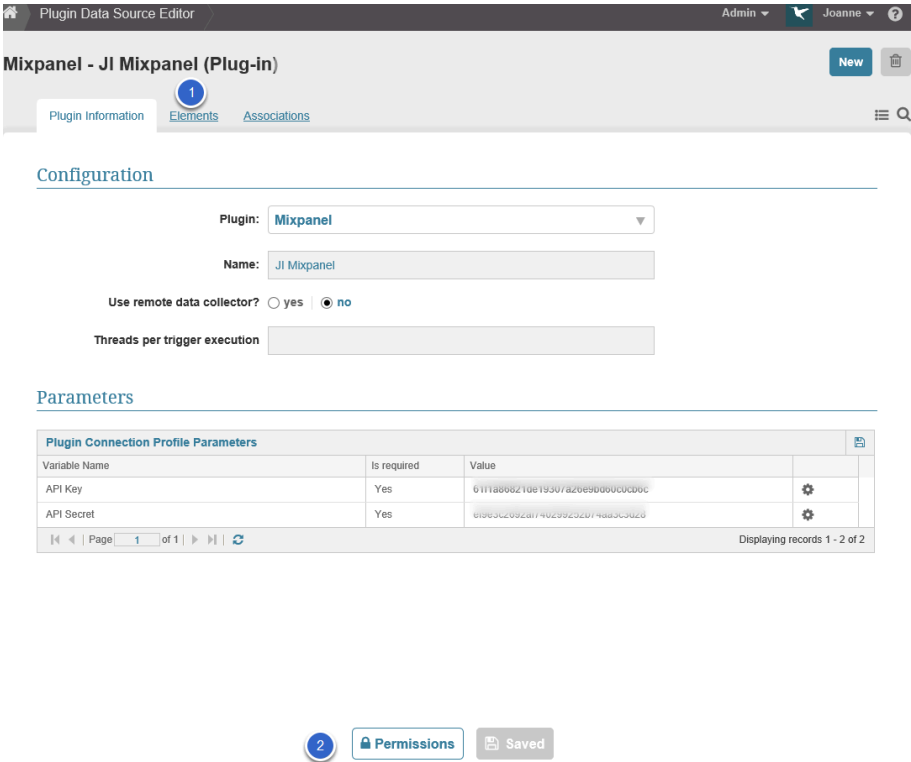 Plugin Data Source Editor Admin Joanne ?
Mixpanel - JI Mixpanel (Plug-in) New
1
Plugin Information Elements Associations
Configuration
Plugin: Mixpanel
Name: JI Mixpanel
Use remote data collector? yes no
Threads per trigger execution
Parameters
Plugin Connection Profile Parameters
Variable Name Is required Value
API Key Yes
API Secret Yes
Page 1 of 1 Displaying records 1 - 2 of 2
2 Permissions Saved